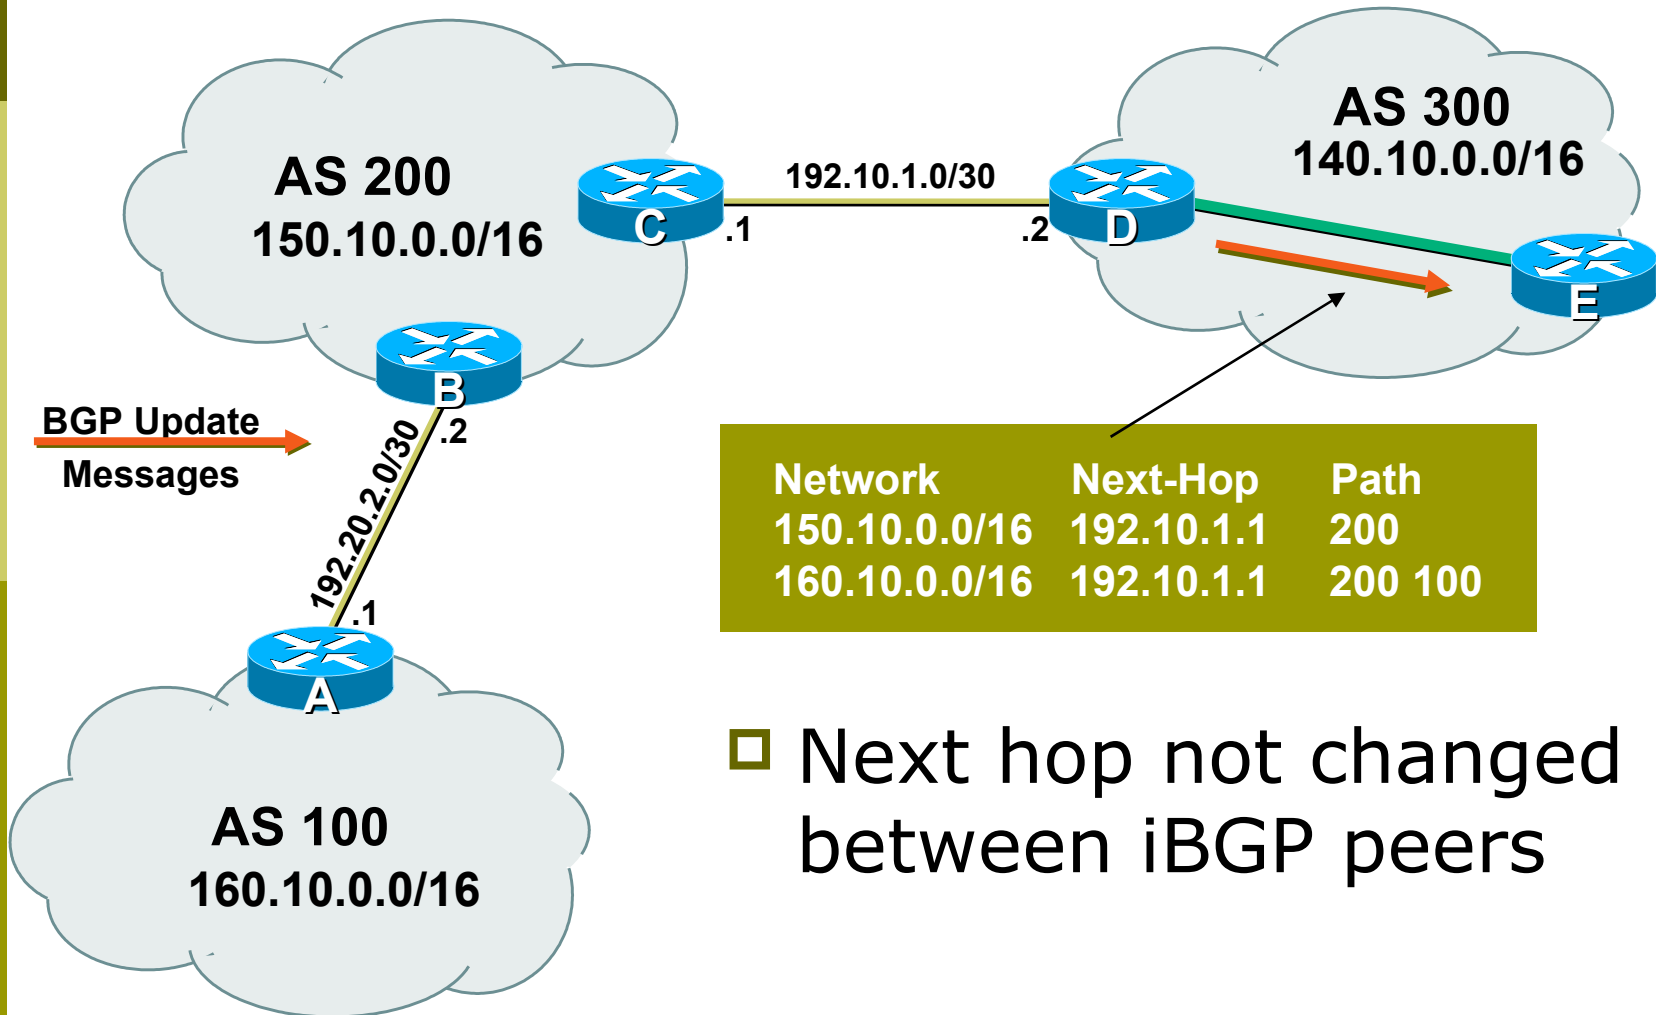 AS 200
150.10.0.0/16
C
.1
192.10.1.0/30
.2
D
AS 300
140.10.0.0/16
E
B
.2
BGP Update
Messages
192.20.2.0/30
.1
A
AS 100
160.10.0.0/16
Network Next-Hop Path
150.10.0.0/16 192.10.1.1 200
160.10.0.0/16 192.10.1.1 200 100
Next hop not changed
between iBGP peers